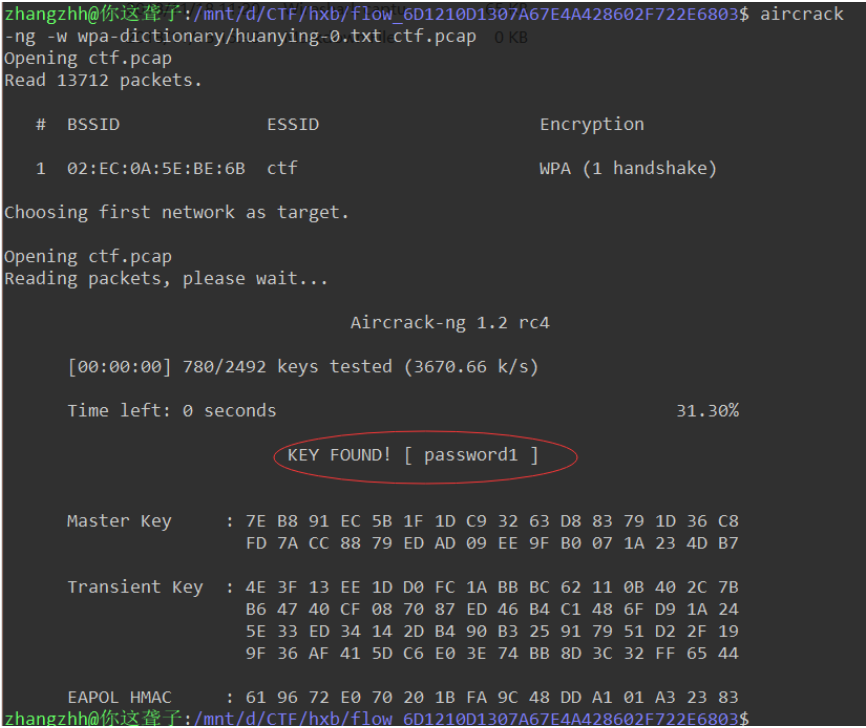 zhangzhh@你这聋子:/mnt/d/CTF/hxb/flow_6D1210D1307A67E4A428602F722E6803$ aircrack
-ng -w wpa-dictionary/huanying-0.txt ctf.pcap
Opening ctf.pcap
Read 13712 packets.
# BSSID ESSID Encryption
1 02:EC:0A:5E:BE:6B ctf WPA (1 handshake)
Choosing first network as target.
Opening ctf.pcap
Reading packets, please wait...
Aircrack-ng 1.2 rc4
[00:00:00] 780/2492 keys tested (3670.66 k/s)
Time left: 0 seconds 31.30%
KEY FOUND! [ password1 ]
Master Key : 7E B8 91 EC 5B 1F 1D C9 32 63 D8 83 79 1D 36 C8
FD 7A CC 88 79 ED AD 09 EE 9F B0 07 1A 23 4D B7
Transient Key : 4E 3F 13 EE 1D D0 FC 1A BB BC 62 11 0B 40 2C 7B
B6 47 40 CF 08 70 87 ED 46 B4 C1 48 6F D9 1A 24
5E 33 ED 34 14 2D B4 90 B3 25 91 79 51 D2 2F 19
9F 36 AF 41 5D C6 E0 3E 74 BB 8D 3C 32 FF 65 44
EAPOL HMAC : 61 96 72 E0 70 20 1B FA 9C 48 DD A1 01 A3 23 83
zhangzhh@你这聋子:/mnt/d/CTF/hxb/flow_6D1210D1307A67E4A428602F722E6803$